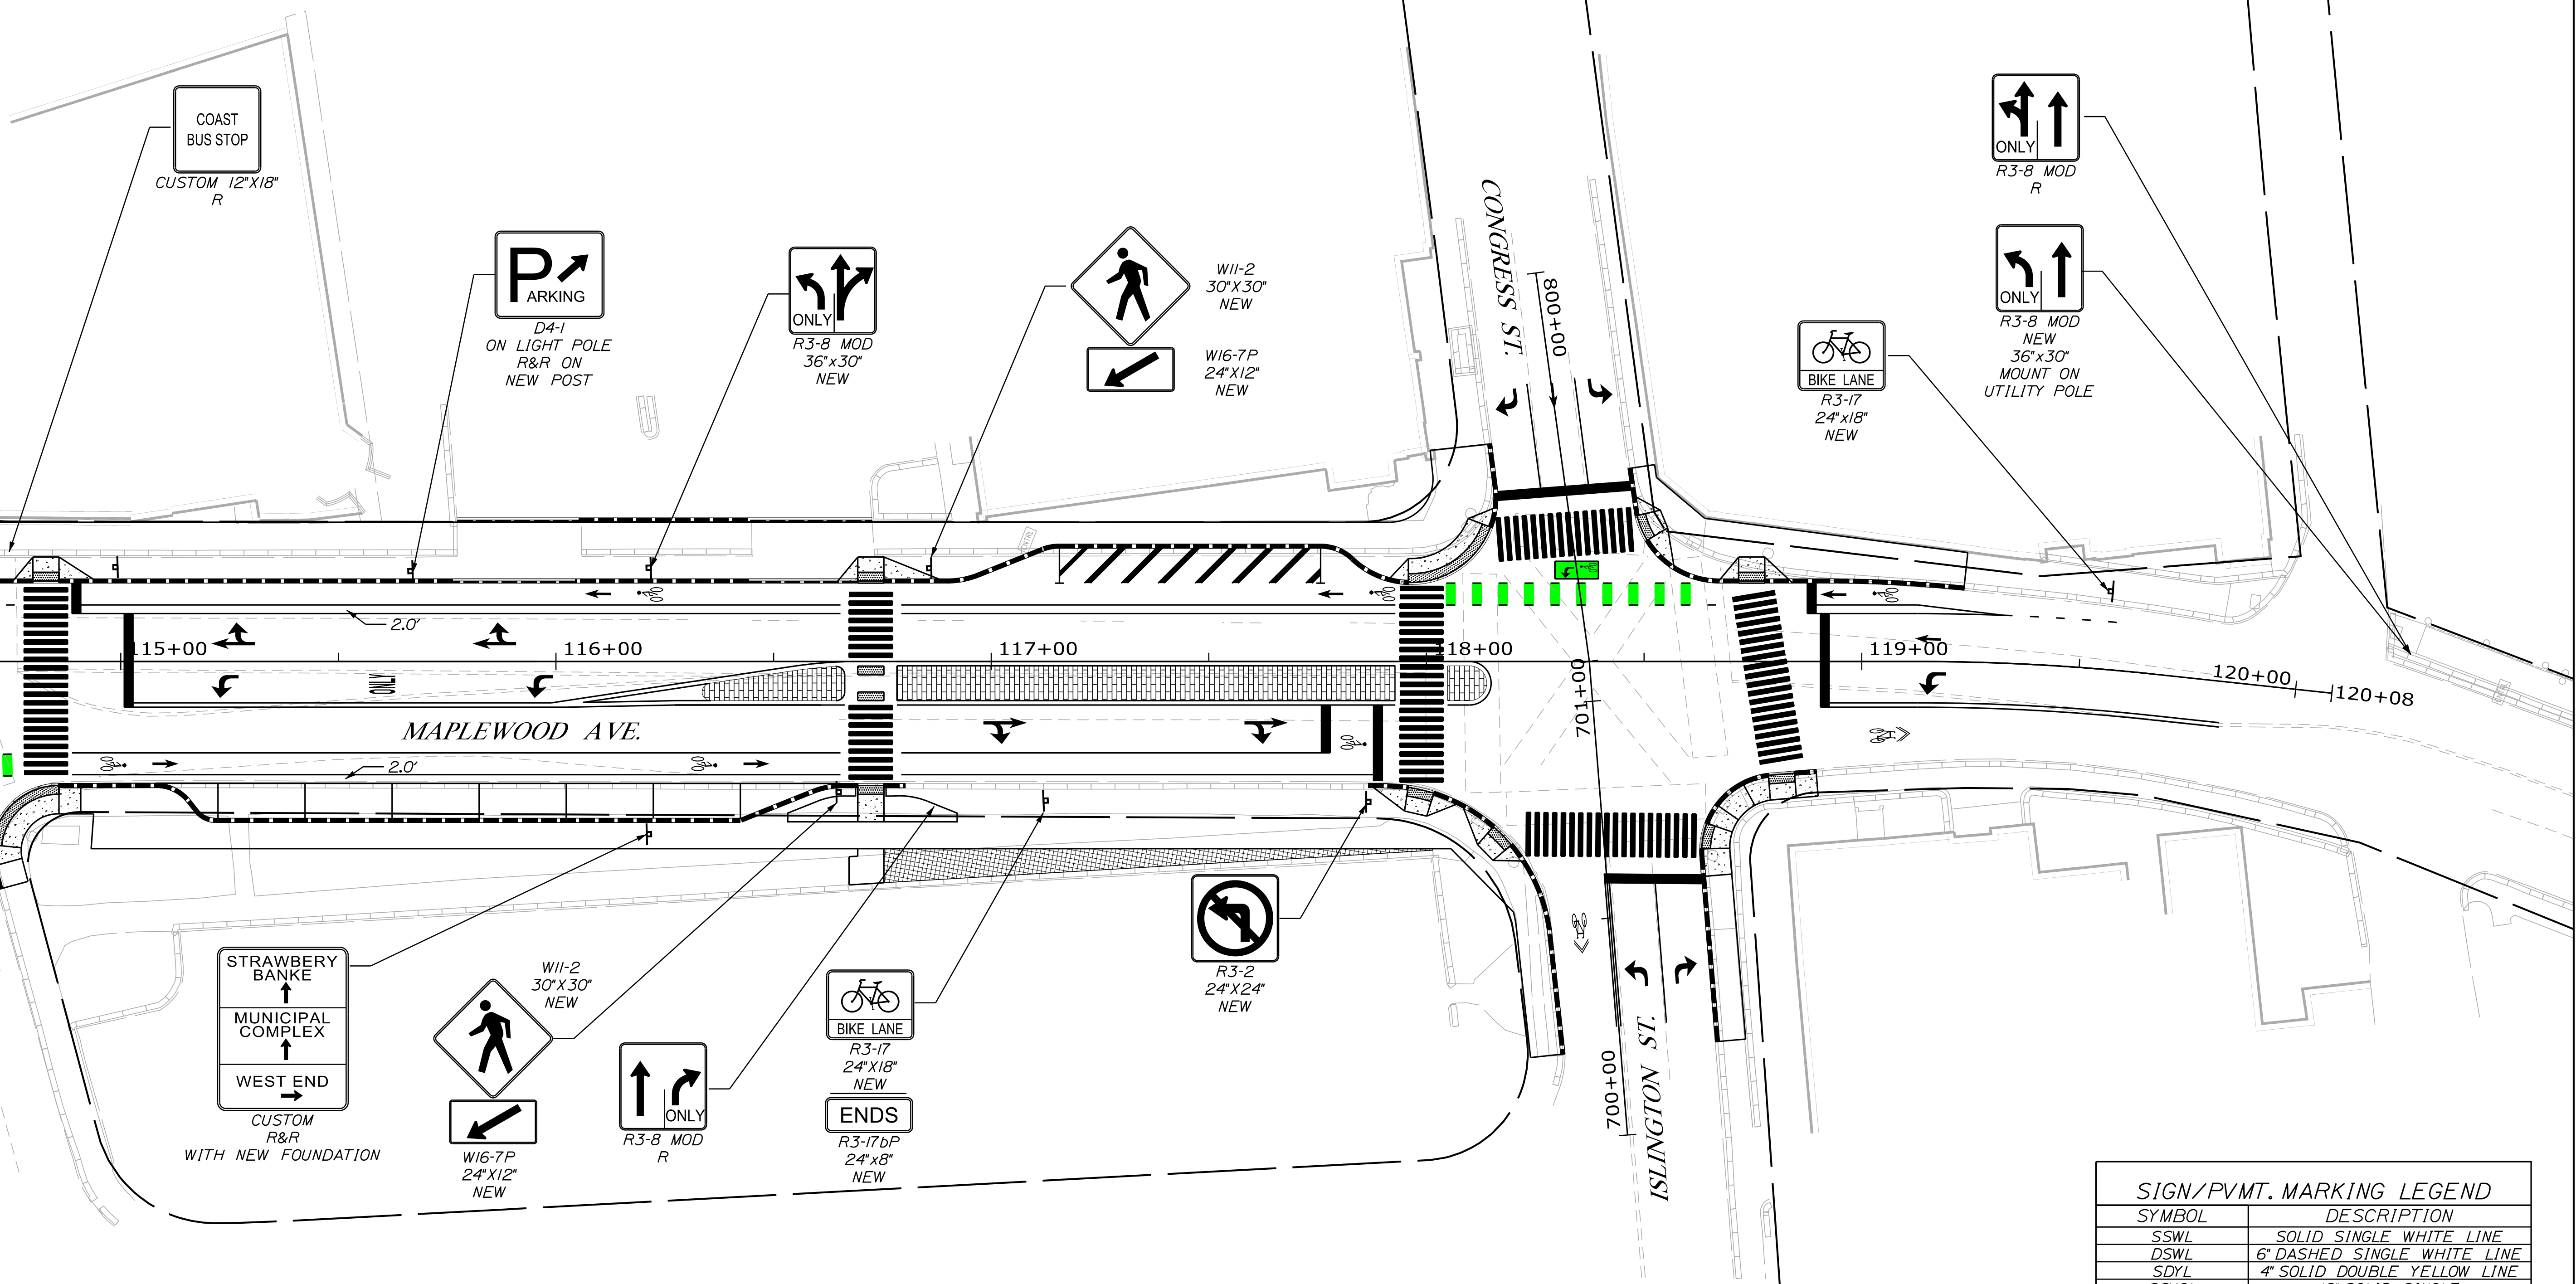 COAST
BUS STOP
CUSTOM 12"X18"
R
P
ARKING
D4-1
ON LIGHT POLE
R&R ON
NEW POST
ONLY
R3-8 MOD
36"x30"
NEW
W11-2
30"X30"
NEW
W16-7P
24"X12"
NEW
CONGRESS ST.
800+00
BIKE LANE
R3-17
24"x18"
NEW
ONLY
R3-8 MOD
R
ONLY
R3-8 MOD
NEW
36"x30"
MOUNT ON
UTILITY POLE
2.0'
115+00
116+00
117+00
118+00
119+00
120+00
120+08
ONLY
701+00
MAPLEWOOD AVE.
2.0'
STRAWBERY
BANKE
MUNICIPAL
COMPLEX
WEST END
CUSTOM
R&R
WITH NEW FOUNDATION
W11-2
30"X30"
NEW
W16-7P
24"X12"
NEW
ONLY
R3-8 MOD
R
BIKE LANE
R3-17
24"X18"
NEW
ENDS
R3-17bP
24"x8"
NEW
R3-2
24"X24"
NEW
700+00
ISLINGTON ST.
SIGN/PVMT. MARKING LEGEND
SYMBOL DESCRIPTION
SSWL SOLID SINGLE WHITE LINE
DSWL 6" DASHED SINGLE WHITE LINE
SDYL 4" SOLID DOUBLE YELLOW LINE